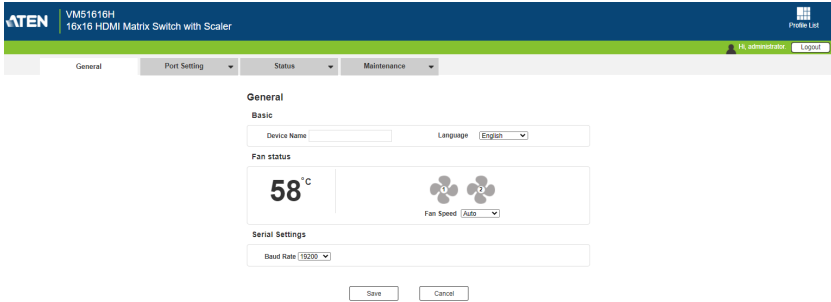 ATEN
VM51616H
16x16 HDMI Matrix Switch with Scaler
Profile List
Hi, administrator. Logout
General Port Setting Status Maintenance
General
Basic
Device Name Language English
Fan status
58°C
1 2
Fan Speed Auto
Serial Settings
Baud Rate 19200
Save Cancel